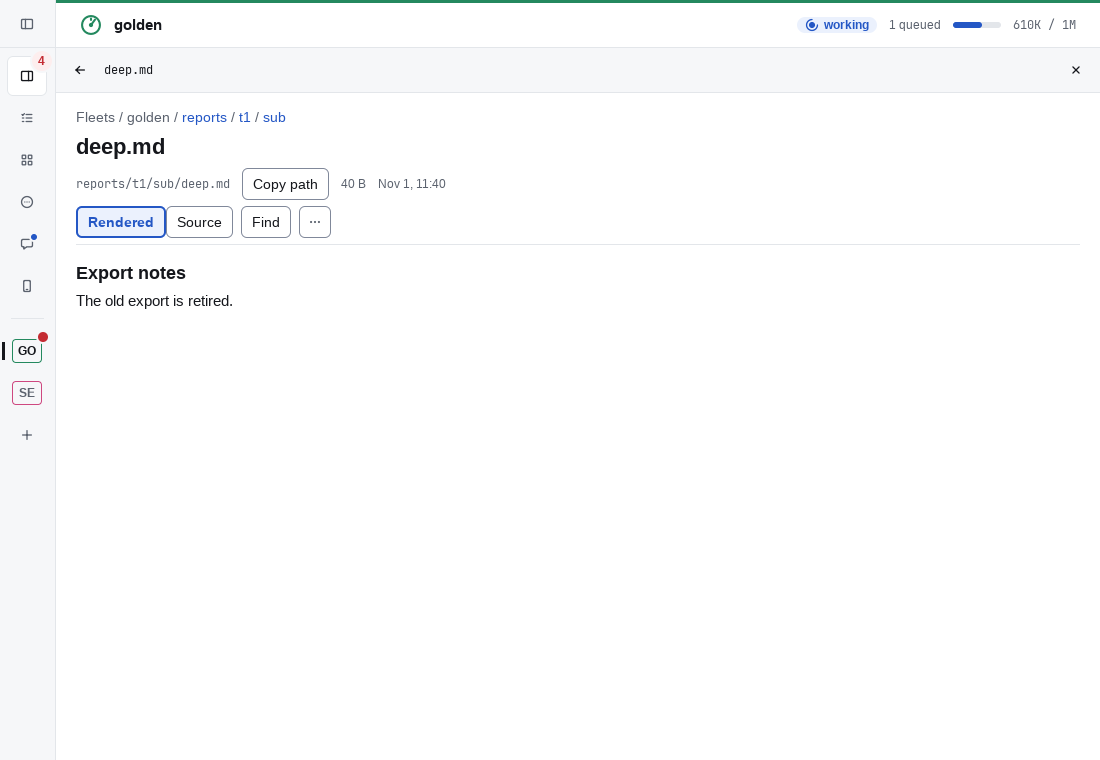 golden
working
1 queued
610K / 1M
4
deep.md
Fleets / golden / reports / t1 / sub
deep.md
reports/t1/sub/deep.md
Copy path
40 B
Nov 1, 11:40
Rendered
Source
Find
Export notes
The old export is retired.
GO
SE